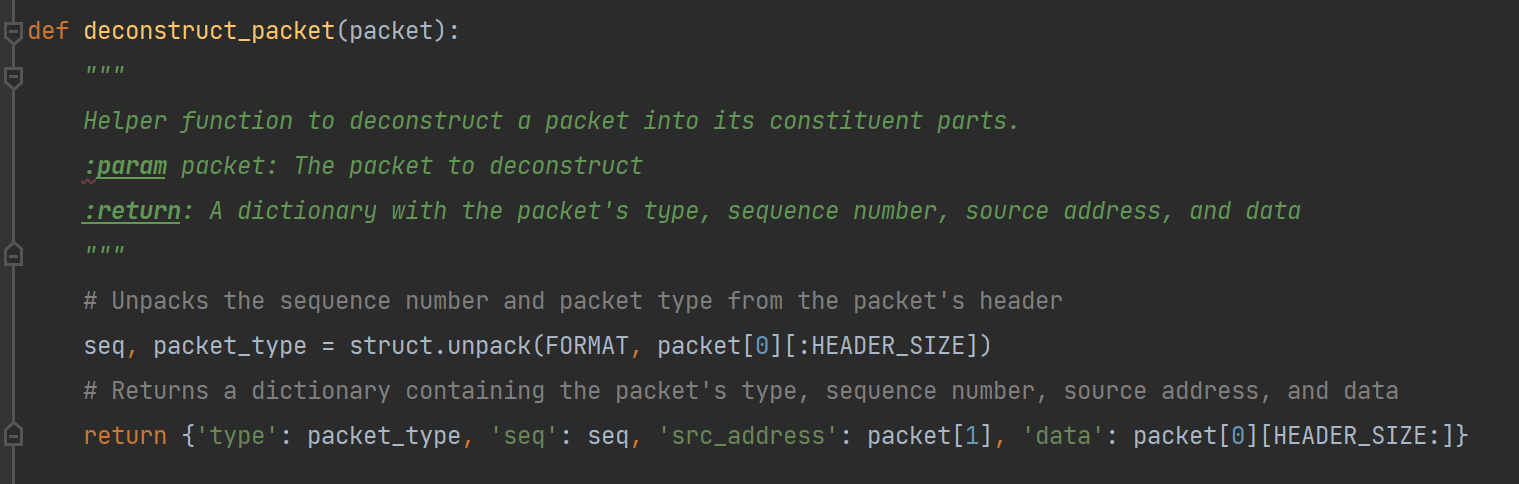 def deconstruct_packet(packet):
    """
    Helper function to deconstruct a packet into its constituent parts.
    :param packet: The packet to deconstruct
    :return: A dictionary with the packet's type, sequence number, source address, and data
    """
    # Unpacks the sequence number and packet type from the packet's header
    seq, packet_type = struct.unpack(FORMAT, packet[0][:HEADER_SIZE])
    # Returns a dictionary containing the packet's type, sequence number, source address, and data
    return {'type': packet_type, 'seq': seq, 'src_address': packet[1], 'data': packet[0][HEADER_SIZE:]}